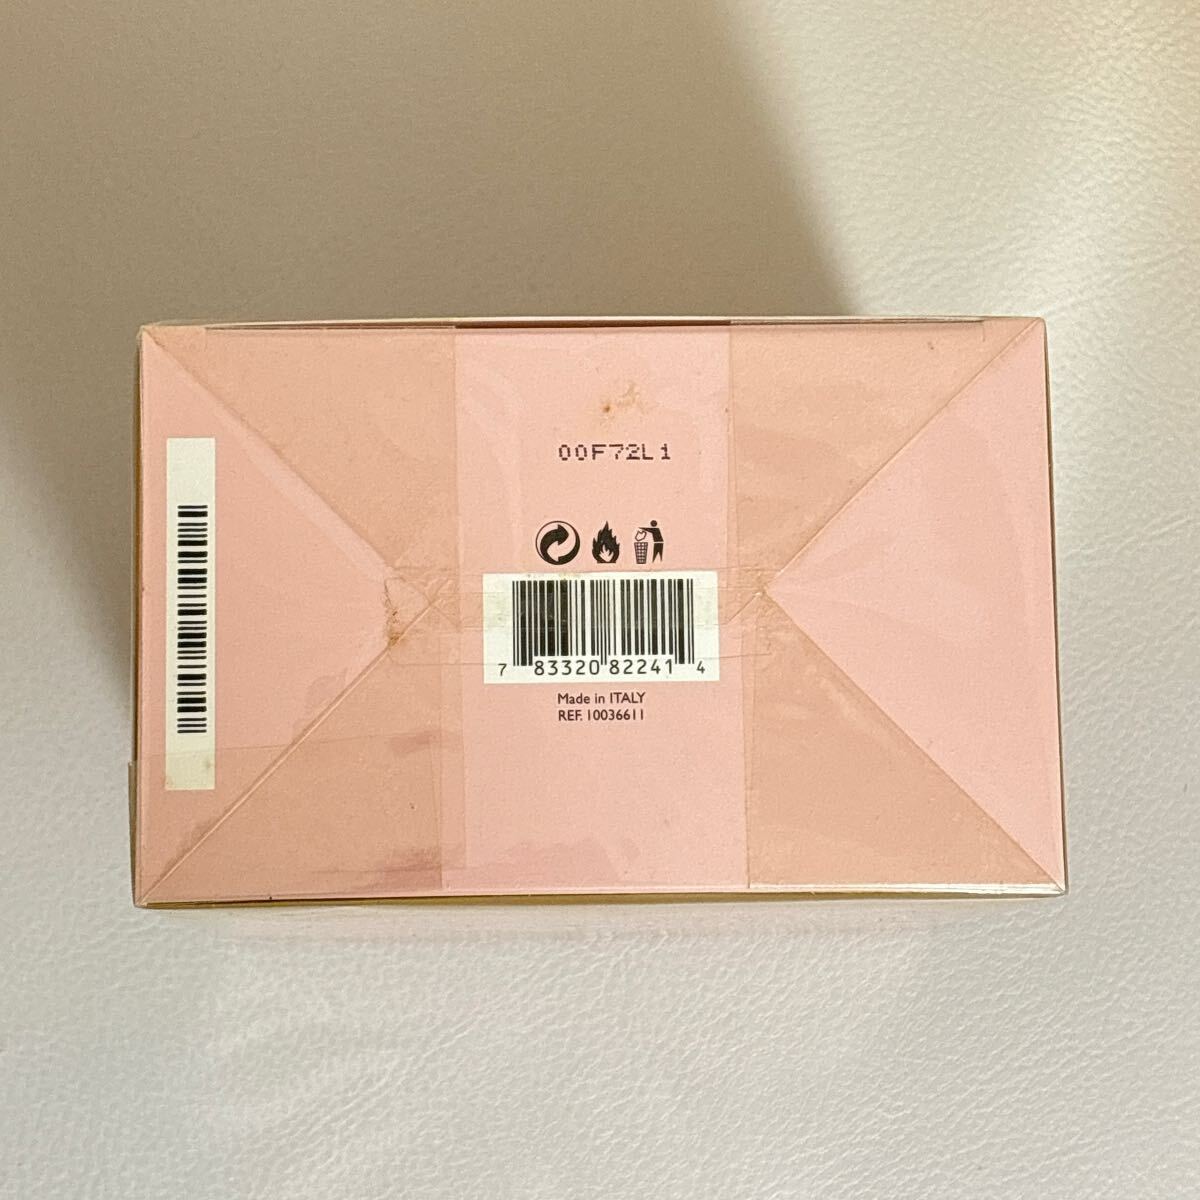 00F72L1
7 83320 82241 4
Made in ITALY
REF. 10036611